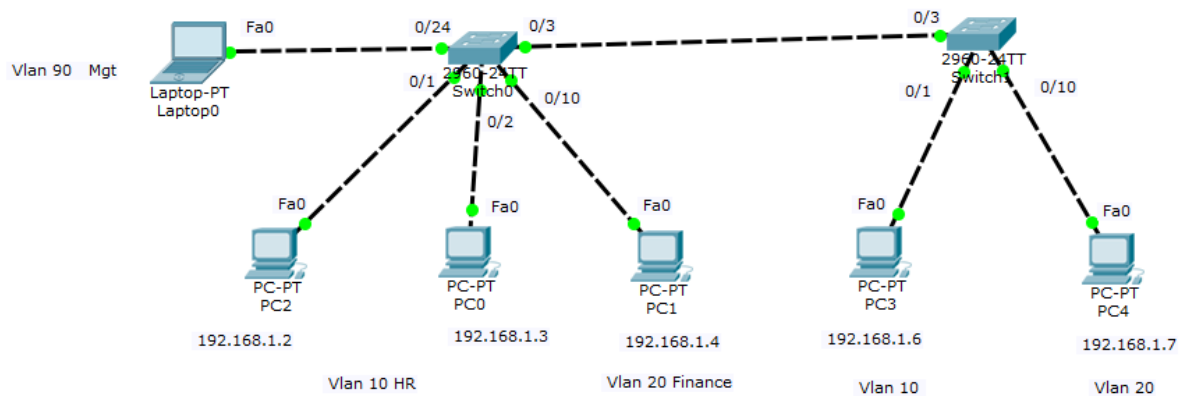 Fa0
0/24
0/3
0/3
Vlan 90 Mgt
Laptop-PT
Laptop0
2960-24TT
Switch0
2960-24TT
Switch1
0/1
0/2
0/10
0/1
0/10
Fa0
Fa0
Fa0
Fa0
Fa0
PC-PT
PC2
PC-PT
PC0
PC-PT
PC1
PC-PT
PC3
PC-PT
PC4
192.168.1.2
192.168.1.3
192.168.1.4
192.168.1.6
192.168.1.7
Vlan 10 HR
Vlan 20 Finance
Vlan 10
Vlan 20